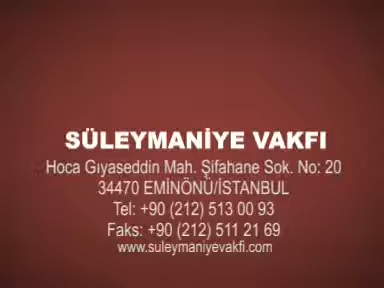 SÜLEYMANİYE VAKFI
Hoca Gıyaseddin Mah. Şifahane Sok. No: 20
34470 EMİNÖNÜ/İSTANBUL
Tel: +90 (212) 513 00 93
Faks: +90 (212) 511 21 69
www.suleymaniyevakfi.com